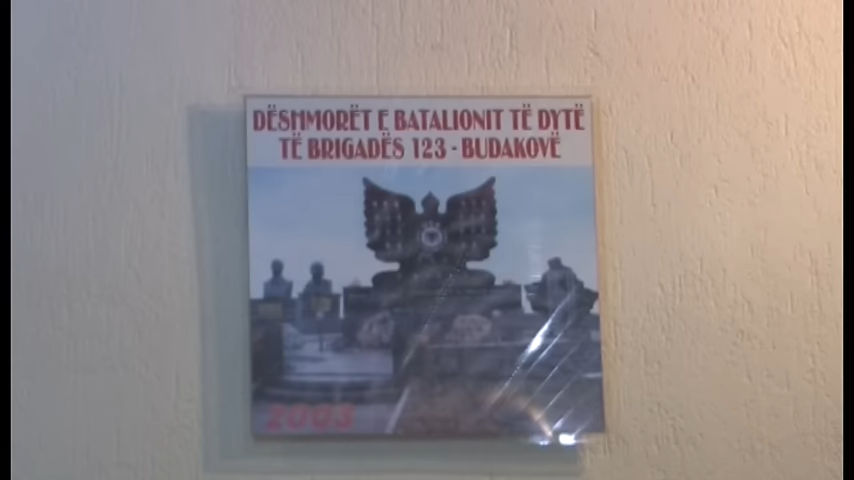 DËSHMORËT E BATALIONIT TË DYTË
TË BRIGADËS 123 - BUDAKOVË
2003